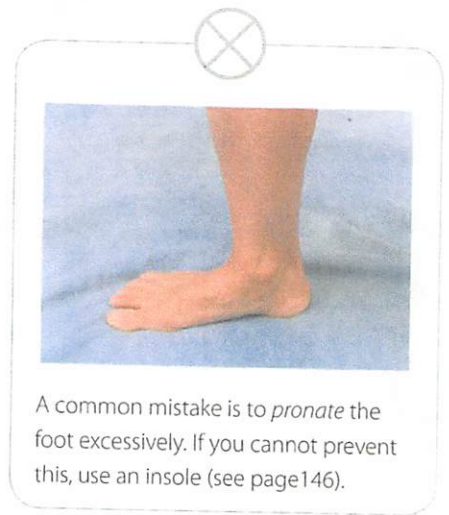 A common mistake is to pronate the
foot excessively. If you cannot prevent
this, use an insole (see page146).